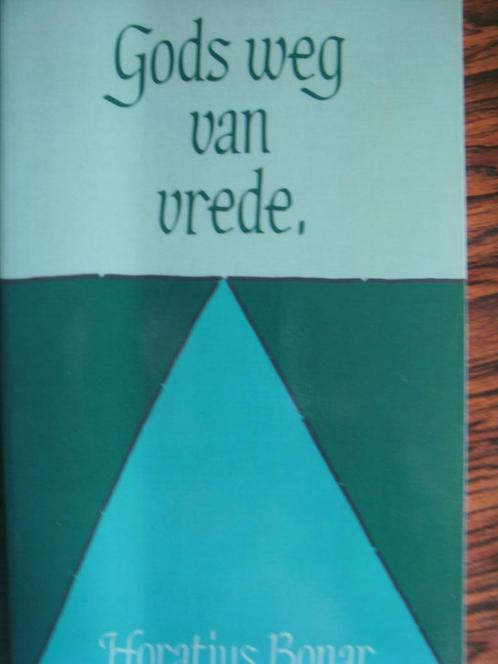 Gods weg
van
vrede.
Horatius Bonar